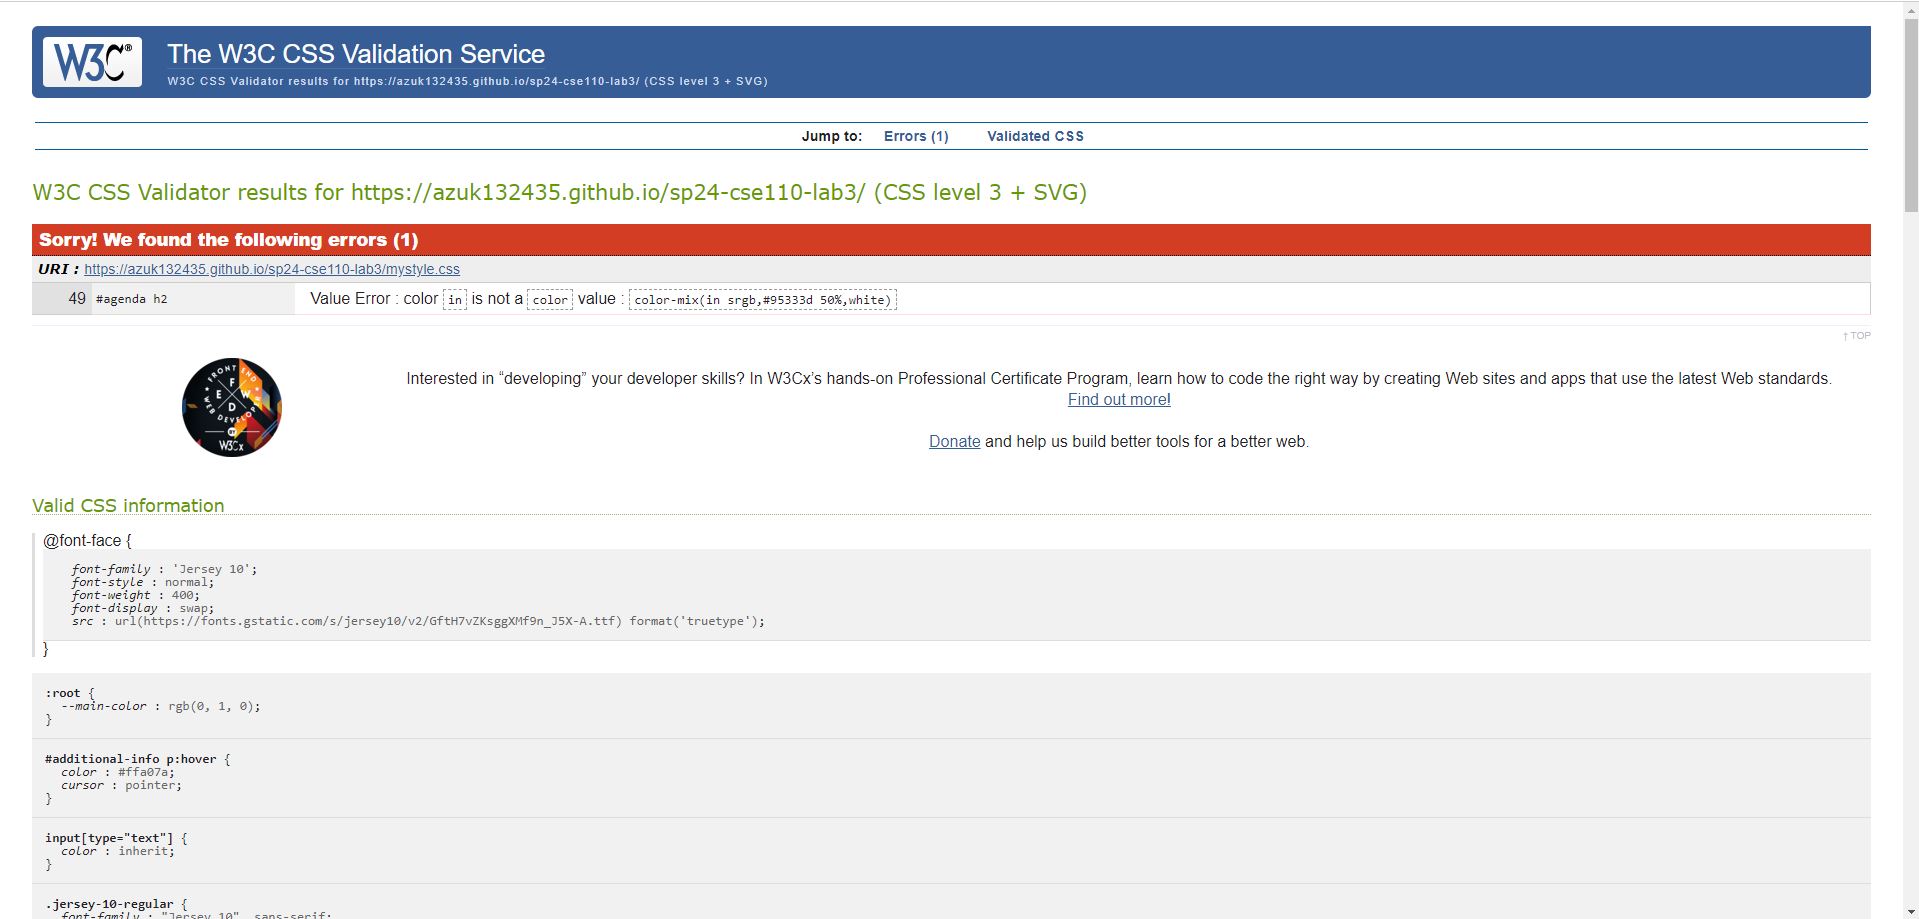 W3C®
The W3C CSS Validation Service
W3C CSS Validator results for https://azuk132435.github.io/sp24-cse110-lab3/ (CSS level 3 + SVG)
Jump to: Errors (1) Validated CSS
W3C CSS Validator results for https://azuk132435.github.io/sp24-cse110-lab3/ (CSS level 3 + SVG)
Sorry! We found the following errors (1)
URI : https://azuk132435.github.io/sp24-cse110-lab3/mystyle.css
49 #agenda h2 Value Error : color in is not a color value : color-mix(in srgb,#95333d 50%,white)
↑ TOP
FRONT END
F
E W
D
WEB DEVELOPER
BY
W3Cx
Interested in “developing” your developer skills? In W3Cx’s hands-on Professional Certificate Program, learn how to code the right way by creating Web sites and apps that use the latest Web standards.
Find out more!
Donate and help us build better tools for a better web.
Valid CSS information
@font-face {
font-family : 'Jersey 10';
font-style : normal;
font-weight : 400;
font-display : swap;
src : url(https://fonts.gstatic.com/s/jersey10/v2/GftH7vZKsggXMf9n_J5X-A.ttf) format('truetype');
}
:root {
--main-color : rgb(0, 1, 0);
}
#additional-info p:hover {
color : #ffa07a;
cursor : pointer;
}
input[type="text"] {
color : inherit;
}
.jersey-10-regular {
font-family : "Jersey 10", sans-serif;